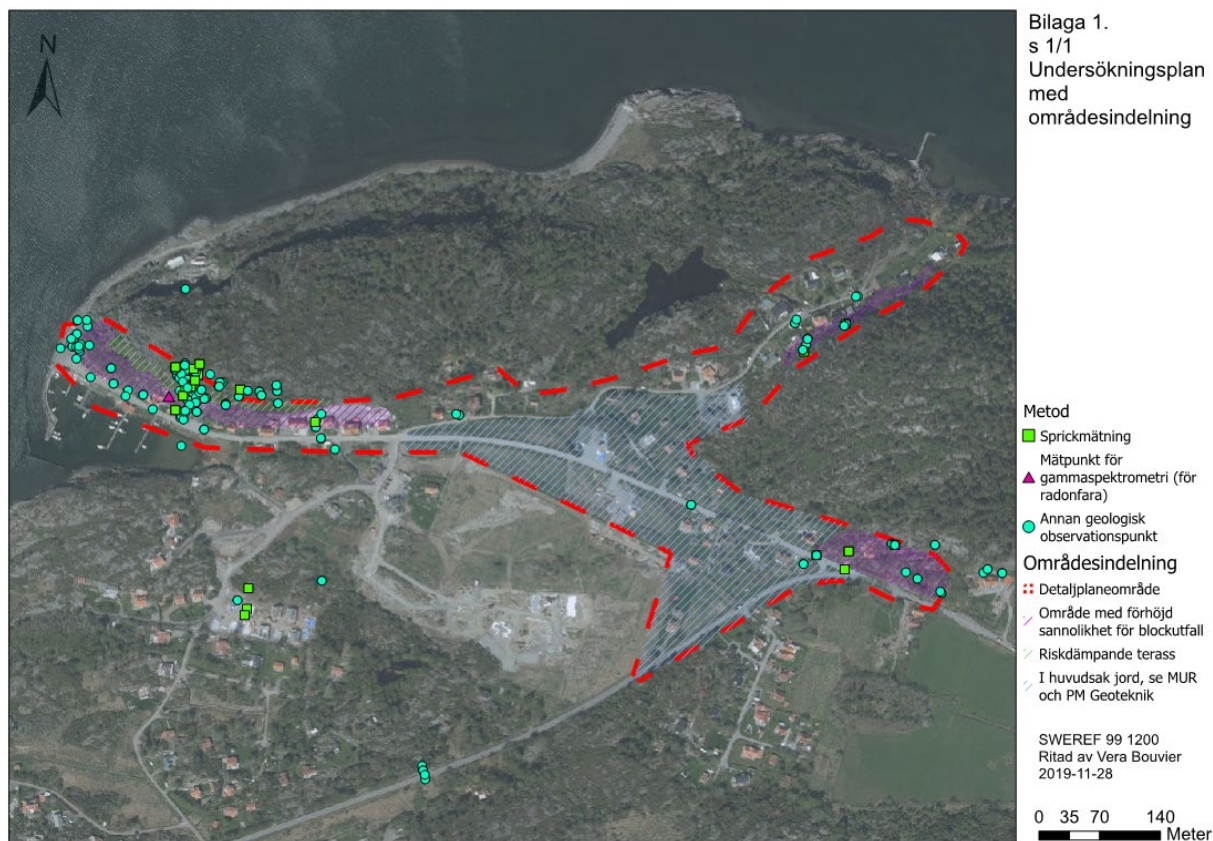 N
Bilaga 1.
s 1/1
Undersökningsplan
med
områdesindelning
Metod
Sprickmätning
Mätpunkt för
gammaspektrometri (för
radonfara)
Annan geologisk
observationspunkt
Områdesindelning
Detaljplaneområde
Område med förhöjd
sannolikhet för blockutfall
Riskdämpande terass
I huvudsak jord, se MUR
och PM Geoteknik
SWEREF 99 1200
Ritad av Vera Bouvier
2019-11-28
0 35 70 140
Meter